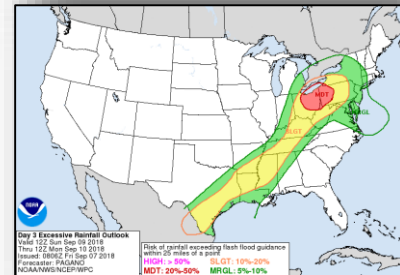 MDT
MRGL
SLGT
NOAA
Day 3 Excessive Rainfall Outlook
Valid 12Z Sun Sep 09 2018
Thru 12Z Mon Sep 10 2018
Issued: 0806Z Fri Sep 07 2018
Forecaster: PAGANO
NOAA/NWS/NCEP/WPC
Risk of rainfall exceeding flash flood guidance
within 25 miles of a point
HIGH: > 50% SLGT: 10%-20%
MDT: 20%-50% MRGL: 5%-10%